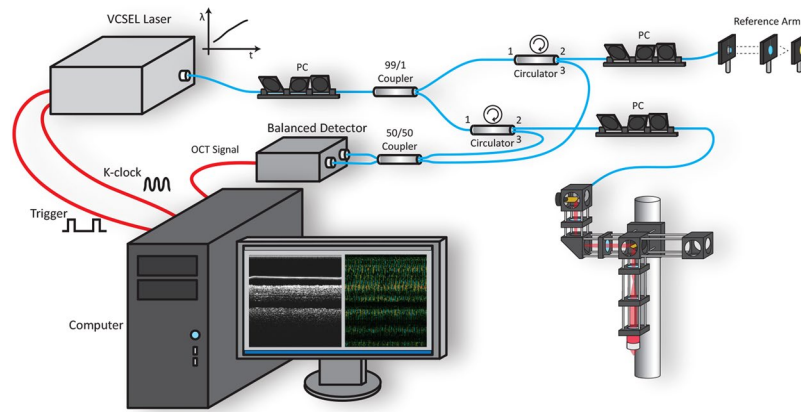 VCSEL Laser
λ
t
PC
99/1
Coupler
1
2
3
Circulator
PC
Reference Arm
Balanced Detector
OCT Signal
50/50
Coupler
1
2
3
Circulator
PC
K-clock
Trigger
Computer